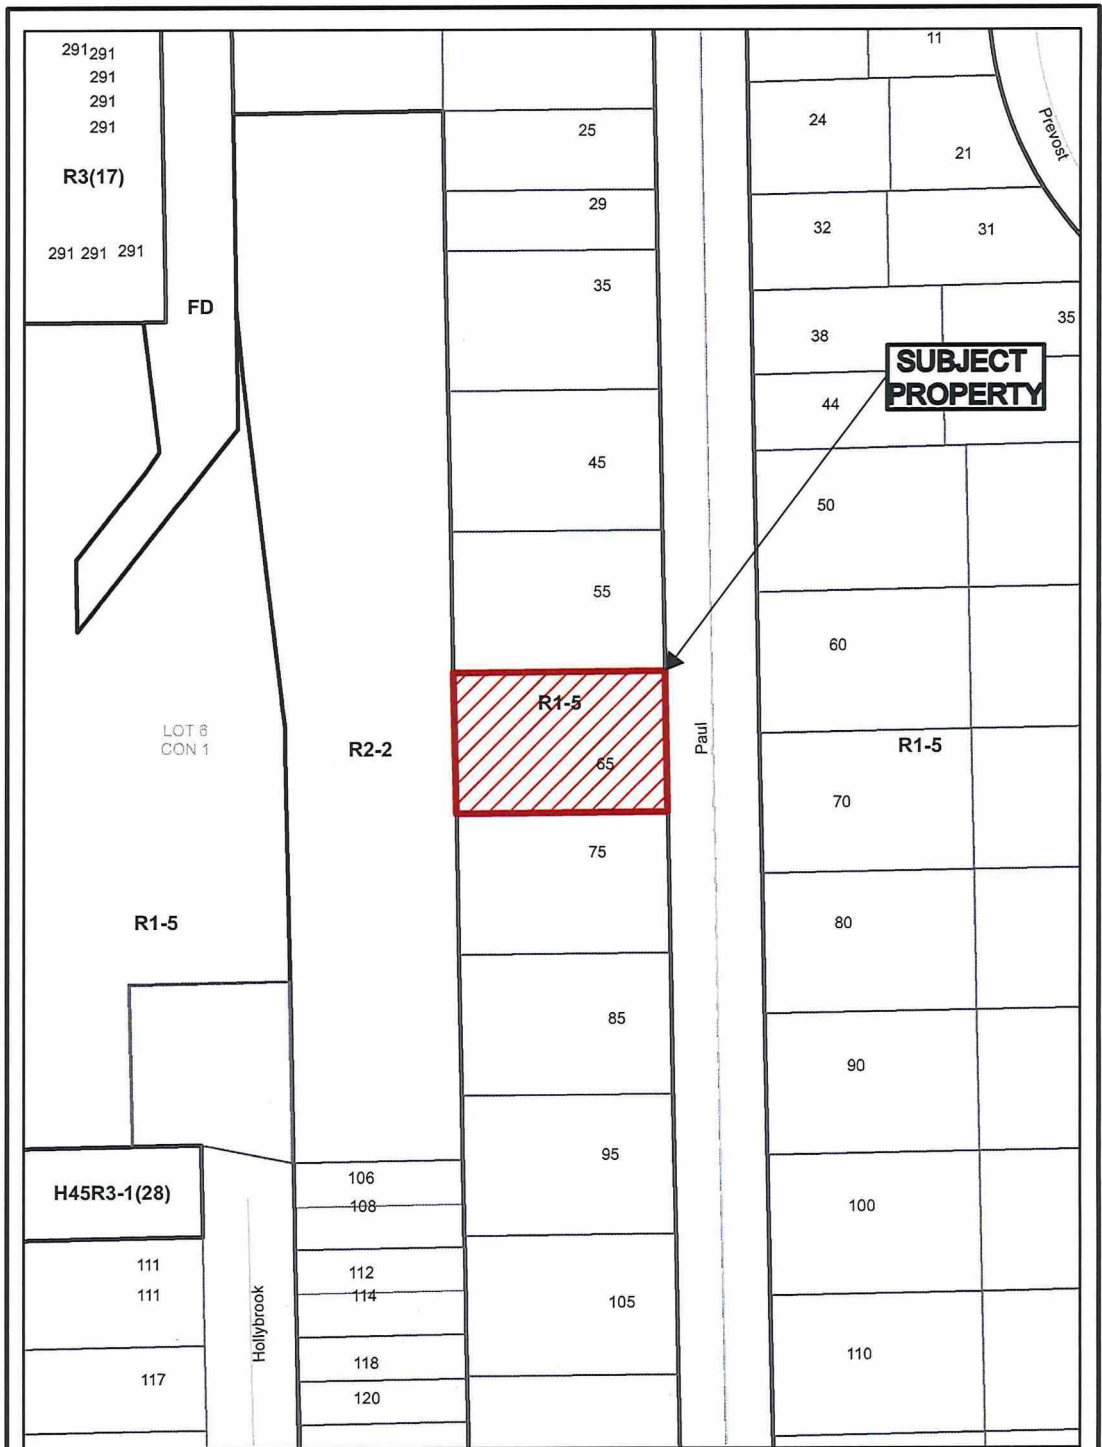 291 291
291
291
291
R3(17)
291 291 291
FD
LOT 6
CON 1
R1-5
H45R3-1(28)
111
111
117
Hollybrook
R2-2
106
108
112
114
118
120
25
29
35
45
55
R1-5
65
75
85
95
105
Paul
11
24
21
Prevost
32
31
38
35
SUBJECT
PROPERTY
44
50
60
R1-5
70
80
90
100
110